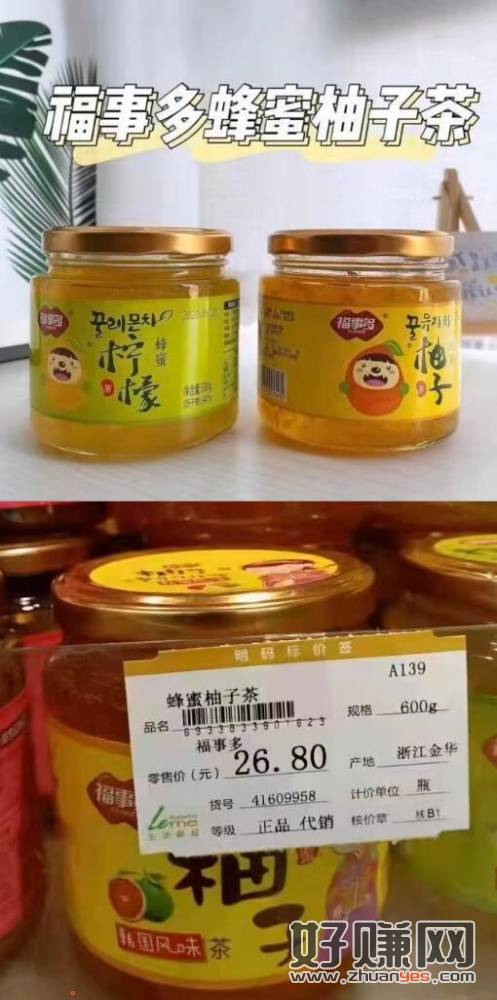 福事多蜂蜜柚子茶
福事多
꿀레몬차
蜂蜜
柠檬
福事多
꿀유자차
柚子
明码标价签
A139
品名 蜂蜜柚子茶
6933833901623
规格 600g
福事多
零售价（元） 26.80
产地 浙江金华
货号 41609958
计价单位 瓶
等级 正品 代销
核价章
Leme
福事多
柚子
韩国风味茶
好赚网
www.zhuanyes.com